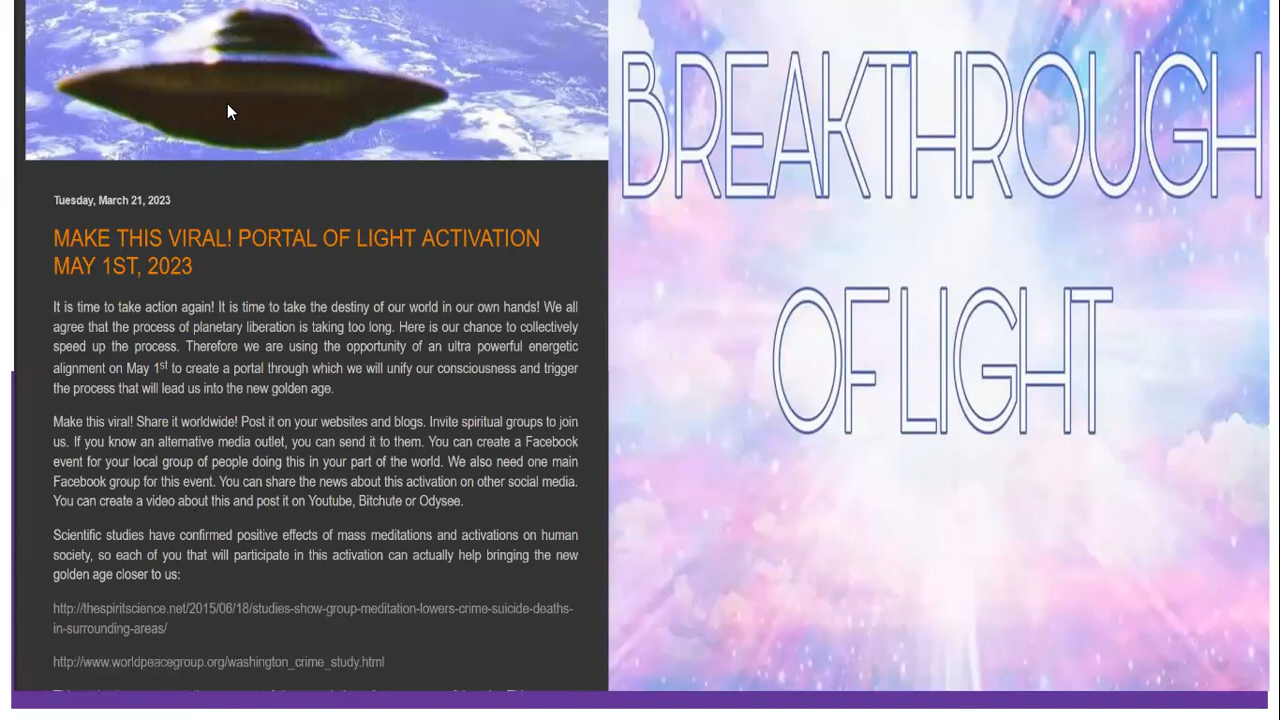 Tuesday, March 21, 2023
MAKE THIS VIRAL! PORTAL OF LIGHT ACTIVATION
MAY 1ST, 2023
It is time to take action again! It is time to take the destiny of our world in our own hands! We all
agree that the process of planetary liberation is taking too long. Here is our chance to collectively
speed up the process. Therefore we are using the opportunity of an ultra powerful energetic
alignment on May 1st to create a portal through which we will unify our consciousness and trigger
the process that will lead us into the new golden age.
Make this viral! Share it worldwide! Post it on your websites and blogs. Invite spiritual groups to join
us. If you know an alternative media outlet, you can send it to them. You can create a Facebook
event for your local group of people doing this in your part of the world. We also need one main
Facebook group for this event. You can share the news about this activation on other social media.
You can create a video about this and post it on Youtube, Bitchute or Odysee.
Scientific studies have confirmed positive effects of mass meditations and activations on human
society, so each of you that will participate in this activation can actually help bringing the new
golden age closer to us:
http://thespiritscience.net/2015/06/18/studies-show-group-meditation-lowers-crime-suicide-deaths-
in-surrounding-areas/
http://www.worldpeacegroup.org/washington_crime_study.html
BREAKTHROUGH
OF LIGHT